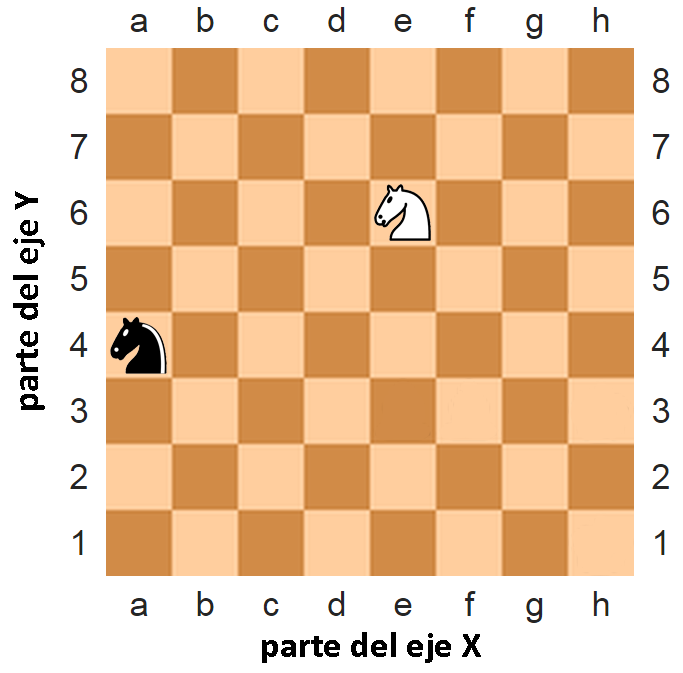 a b c d e f g h
8 8
7 7
6 6
5 5
4 4
3 3
2 2
1 1
a b c d e f g h
parte del eje X
parte del eje Y